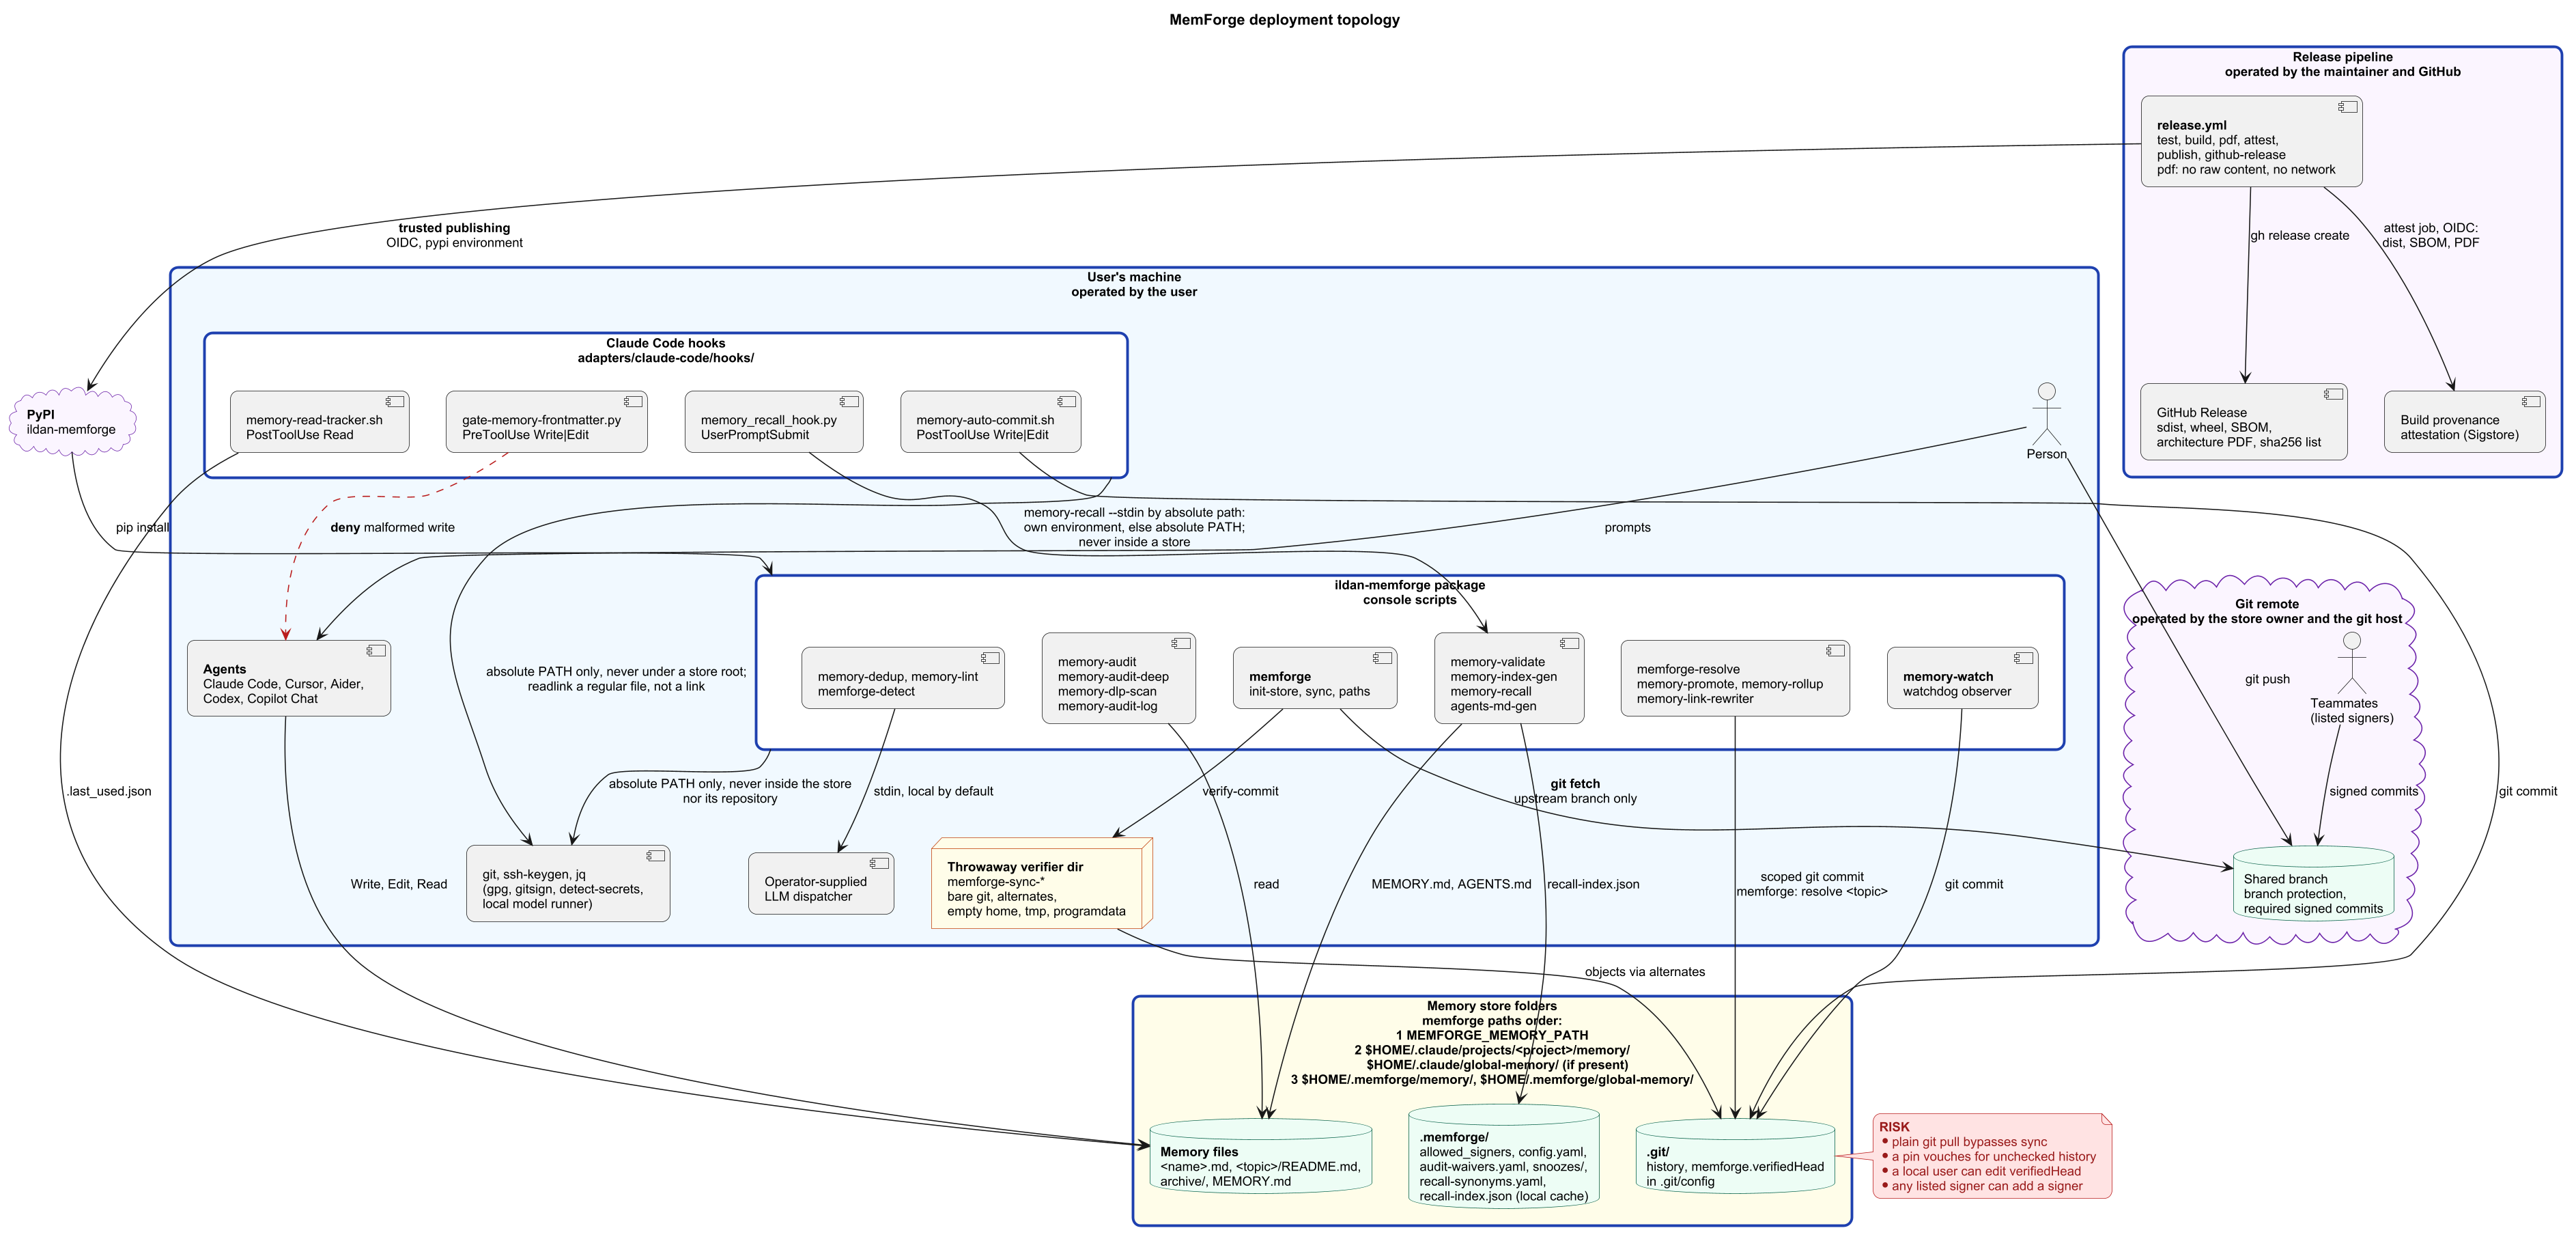 MemForge deployment topology
Release pipeline
operated by the maintainer and GitHub
release.yml
test, build, pdf, attest,
publish, github-release
pdf: no raw content, no network
trusted publishing
OIDC, pypi environment
gh release create
attest job, OIDC:
dist, SBOM, PDF
User's machine
operated by the user
Claude Code hooks
adapters/claude-code/hooks/
PyPI
ildan-memforge
memory-read-tracker.sh
PostToolUse Read
gate-memory-frontmatter.py
PreToolUse Write|Edit
memory_recall_hook.py
UserPromptSubmit
memory-auto-commit.sh
PostToolUse Write|Edit
Person
GitHub Release
sdist, wheel, SBOM,
architecture PDF, sha256 list
Build provenance
attestation (Sigstore)
pip install
deny malformed write
memory-recall --stdin by absolute path:
own environment, else absolute PATH;
never inside a store
prompts
ildan-memforge package
console scripts
Git remote
operated by the store owner and the git host
Agents
Claude Code, Cursor, Aider,
Codex, Copilot Chat
absolute PATH only, never under a store root;
readlink a regular file, not a link
memory-dedup, memory-lint
memforge-detect
memory-audit
memory-audit-deep
memory-dlp-scan
memory-audit-log
memforge
init-store, sync, paths
memory-validate
memory-index-gen
memory-recall
agents-md-gen
memforge-resolve
memory-promote, memory-rollup
memory-link-rewriter
memory-watch
watchdog observer
git push
Teammates
(listed signers)
.last_used.json
absolute PATH only, never inside the store
nor its repository
stdin, local by default
verify-commit
git fetch
upstream branch only
signed commits
git commit
Write, Edit, Read
git, ssh-keygen, jq
(gpg, gitsign, detect-secrets,
local model runner)
Operator-supplied
LLM dispatcher
Throwaway verifier dir
memforge-sync-*
bare git, alternates,
empty home, tmp, programdata
read
MEMORY.md, AGENTS.md
recall-index.json
scoped git commit
memforge: resolve <topic>
git commit
Shared branch
branch protection,
required signed commits
objects via alternates
Memory store folders
memforge paths order:
1 MEMFORGE_MEMORY_PATH
2 $HOME/.claude/projects/<project>/memory/
$HOME/.claude/global-memory/ (if present)
3 $HOME/.memforge/memory/, $HOME/.memforge/global-memory/
Memory files
<name>.md, <topic>/README.md,
archive/, MEMORY.md
.memforge/
allowed_signers, config.yaml,
audit-waivers.yaml, snoozes/,
recall-synonyms.yaml,
recall-index.json (local cache)
.git/
history, memforge.verifiedHead
in .git/config
RISK
• plain git pull bypasses sync
• a pin vouches for unchecked history
• a local user can edit verifiedHead
• any listed signer can add a signer